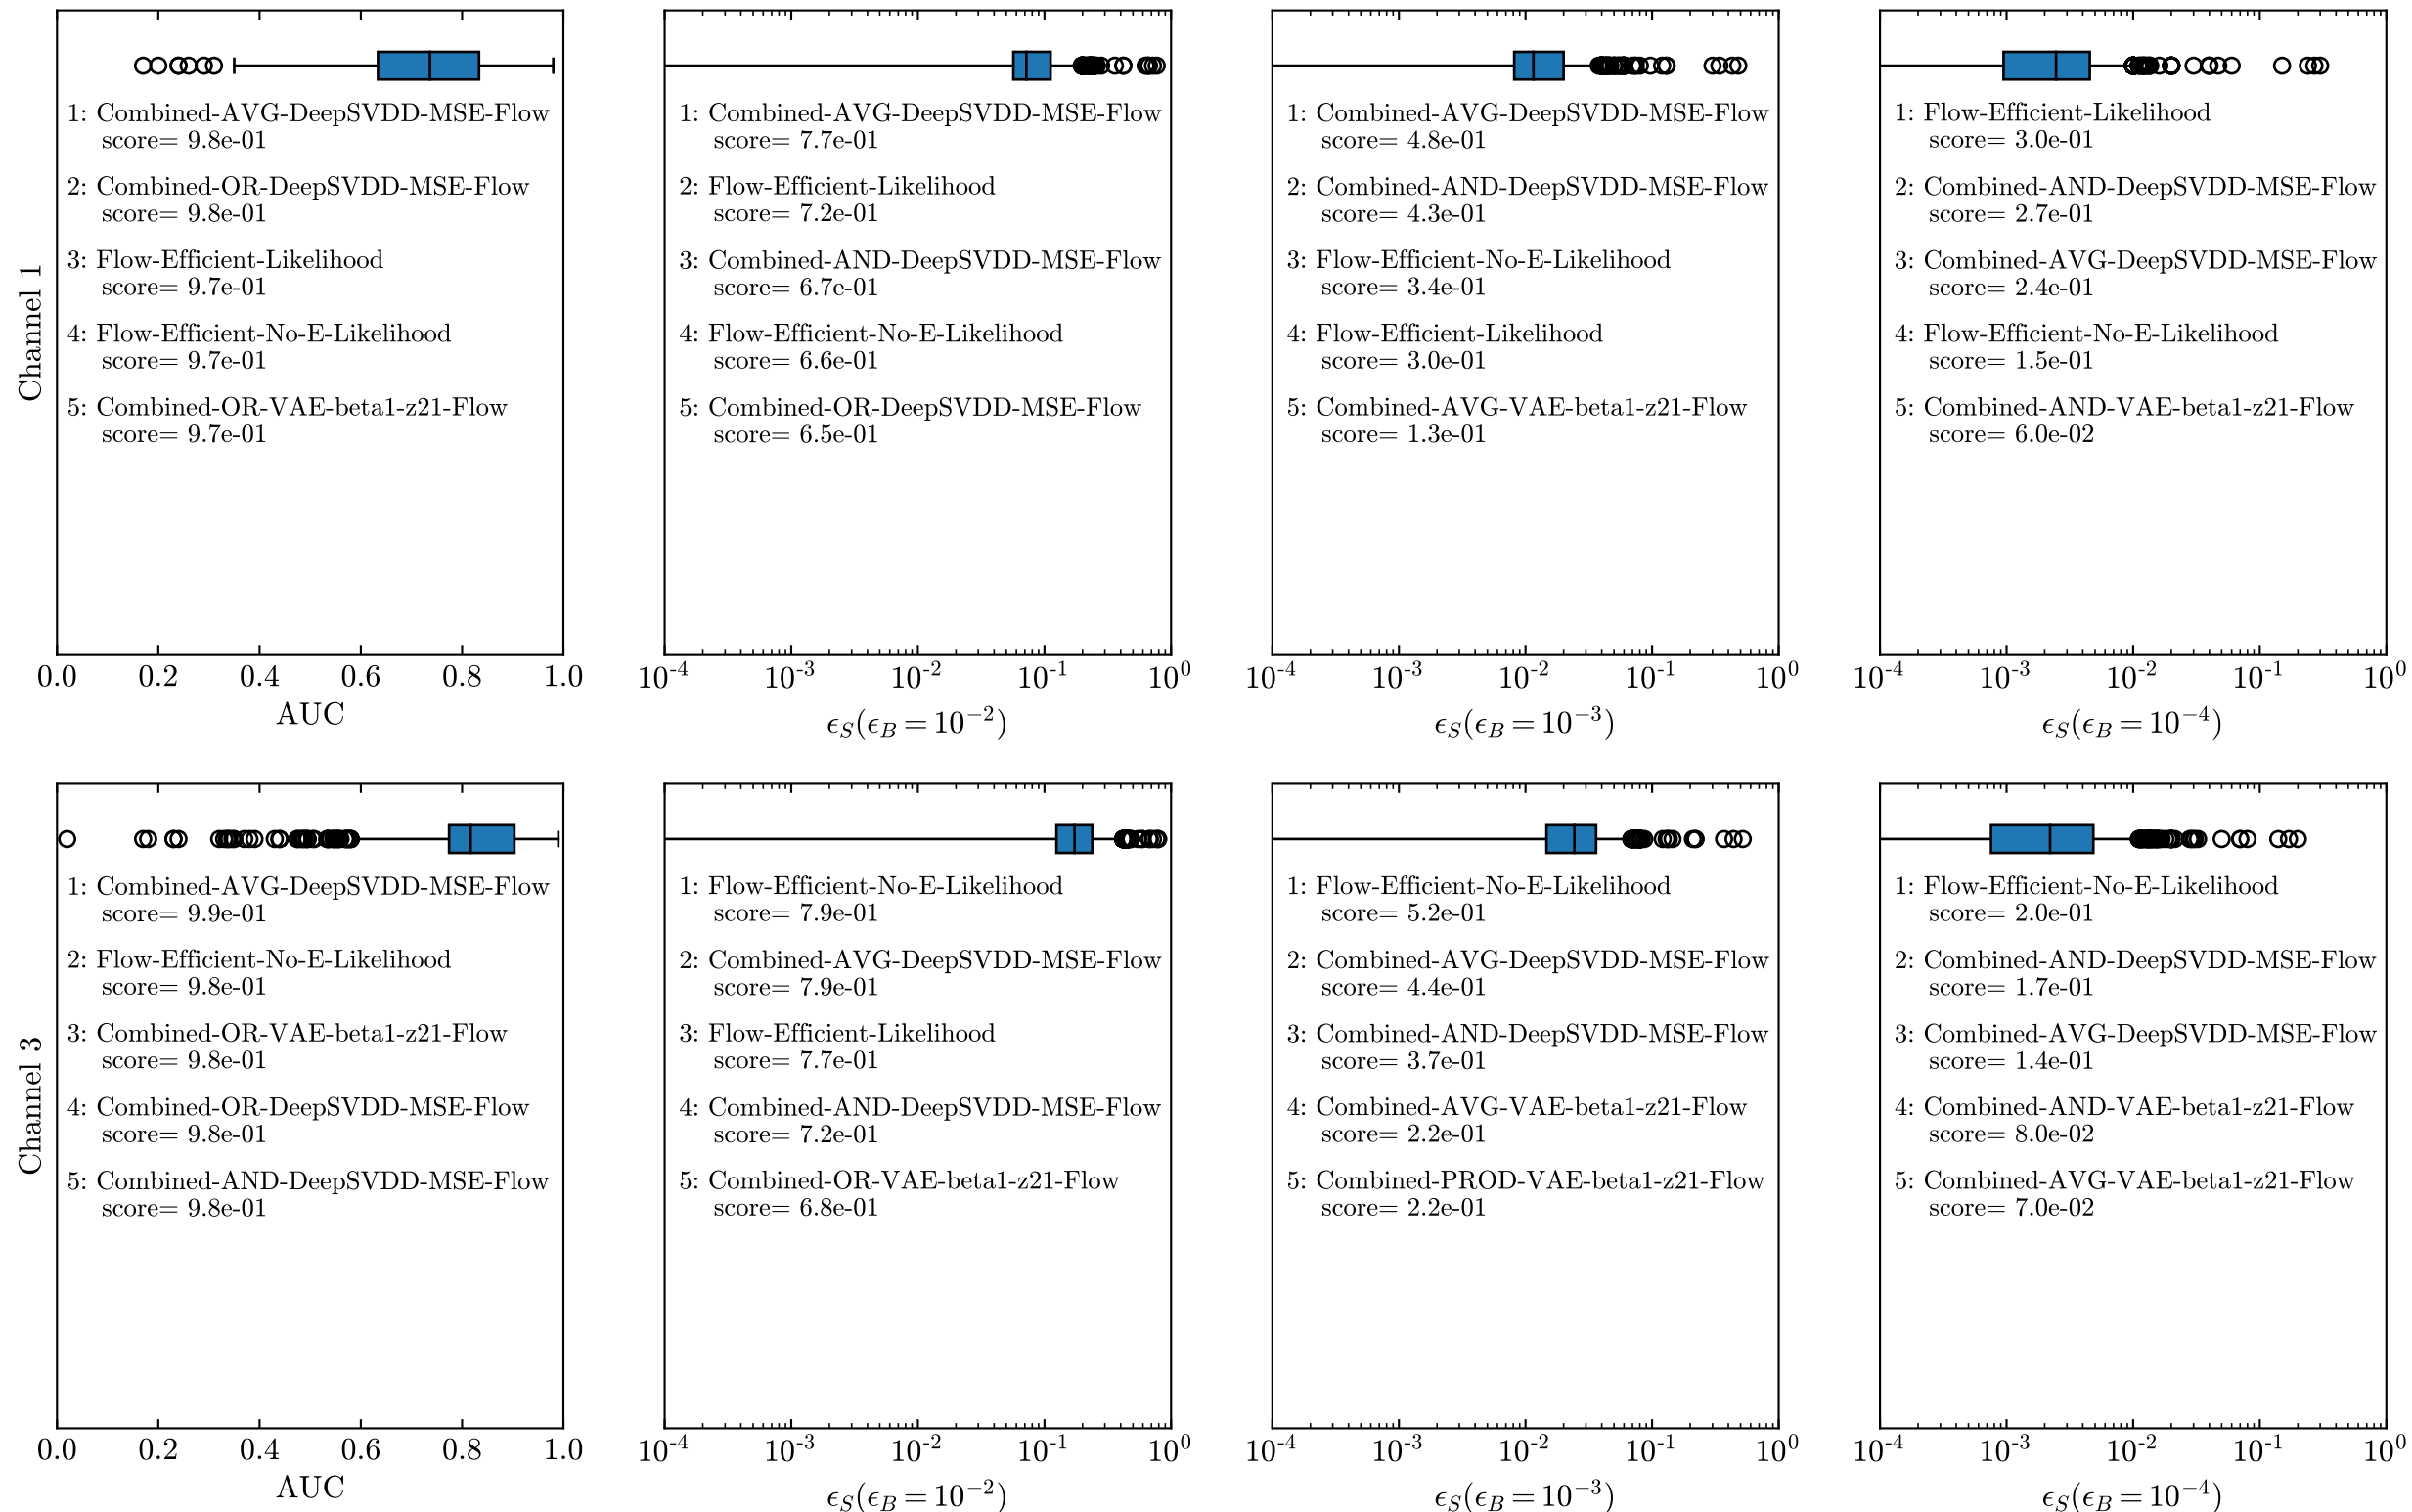 Channel 1
1: Combined-AVG-DeepSVDD-MSE-Flow
score= 9.8e-01
2: Combined-OR-DeepSVDD-MSE-Flow
score= 9.8e-01
3: Flow-Efficient-Likelihood
score= 9.7e-01
4: Flow-Efficient-No-E-Likelihood
score= 9.7e-01
5: Combined-OR-VAE-beta1-z21-Flow
score= 9.7e-01
0.0 0.2 0.4 0.6 0.8 1.0
AUC
1: Combined-AVG-DeepSVDD-MSE-Flow
score= 7.7e-01
2: Flow-Efficient-Likelihood
score= 7.2e-01
3: Combined-AND-DeepSVDD-MSE-Flow
score= 6.7e-01
4: Flow-Efficient-No-E-Likelihood
score= 6.6e-01
5: Combined-OR-DeepSVDD-MSE-Flow
score= 6.5e-01
10^-4 10^-3 10^-2 10^-1 10^0
ϵ_S(ϵ_B = 10^−2)
1: Combined-AVG-DeepSVDD-MSE-Flow
score= 4.8e-01
2: Combined-AND-DeepSVDD-MSE-Flow
score= 4.3e-01
3: Flow-Efficient-No-E-Likelihood
score= 3.4e-01
4: Flow-Efficient-Likelihood
score= 3.0e-01
5: Combined-AVG-VAE-beta1-z21-Flow
score= 1.3e-01
10^-4 10^-3 10^-2 10^-1 10^0
ϵ_S(ϵ_B = 10^−3)
1: Flow-Efficient-Likelihood
score= 3.0e-01
2: Combined-AND-DeepSVDD-MSE-Flow
score= 2.7e-01
3: Combined-AVG-DeepSVDD-MSE-Flow
score= 2.4e-01
4: Flow-Efficient-No-E-Likelihood
score= 1.5e-01
5: Combined-AND-VAE-beta1-z21-Flow
score= 6.0e-02
10^-4 10^-3 10^-2 10^-1 10^0
ϵ_S(ϵ_B = 10^−4)
Channel 3
1: Combined-AVG-DeepSVDD-MSE-Flow
score= 9.9e-01
2: Flow-Efficient-No-E-Likelihood
score= 9.8e-01
3: Combined-OR-VAE-beta1-z21-Flow
score= 9.8e-01
4: Combined-OR-DeepSVDD-MSE-Flow
score= 9.8e-01
5: Combined-AND-DeepSVDD-MSE-Flow
score= 9.8e-01
0.0 0.2 0.4 0.6 0.8 1.0
AUC
1: Flow-Efficient-No-E-Likelihood
score= 7.9e-01
2: Combined-AVG-DeepSVDD-MSE-Flow
score= 7.9e-01
3: Flow-Efficient-Likelihood
score= 7.7e-01
4: Combined-AND-DeepSVDD-MSE-Flow
score= 7.2e-01
5: Combined-OR-VAE-beta1-z21-Flow
score= 6.8e-01
10^-4 10^-3 10^-2 10^-1 10^0
ϵ_S(ϵ_B = 10^−2)
1: Flow-Efficient-No-E-Likelihood
score= 5.2e-01
2: Combined-AVG-DeepSVDD-MSE-Flow
score= 4.4e-01
3: Combined-AND-DeepSVDD-MSE-Flow
score= 3.7e-01
4: Combined-AVG-VAE-beta1-z21-Flow
score= 2.2e-01
5: Combined-PROD-VAE-beta1-z21-Flow
score= 2.2e-01
10^-4 10^-3 10^-2 10^-1 10^0
ϵ_S(ϵ_B = 10^−3)
1: Flow-Efficient-No-E-Likelihood
score= 2.0e-01
2: Combined-AND-DeepSVDD-MSE-Flow
score= 1.7e-01
3: Combined-AVG-DeepSVDD-MSE-Flow
score= 1.4e-01
4: Combined-AND-VAE-beta1-z21-Flow
score= 8.0e-02
5: Combined-AVG-VAE-beta1-z21-Flow
score= 7.0e-02
10^-4 10^-3 10^-2 10^-1 10^0
ϵ_S(ϵ_B = 10^−4)